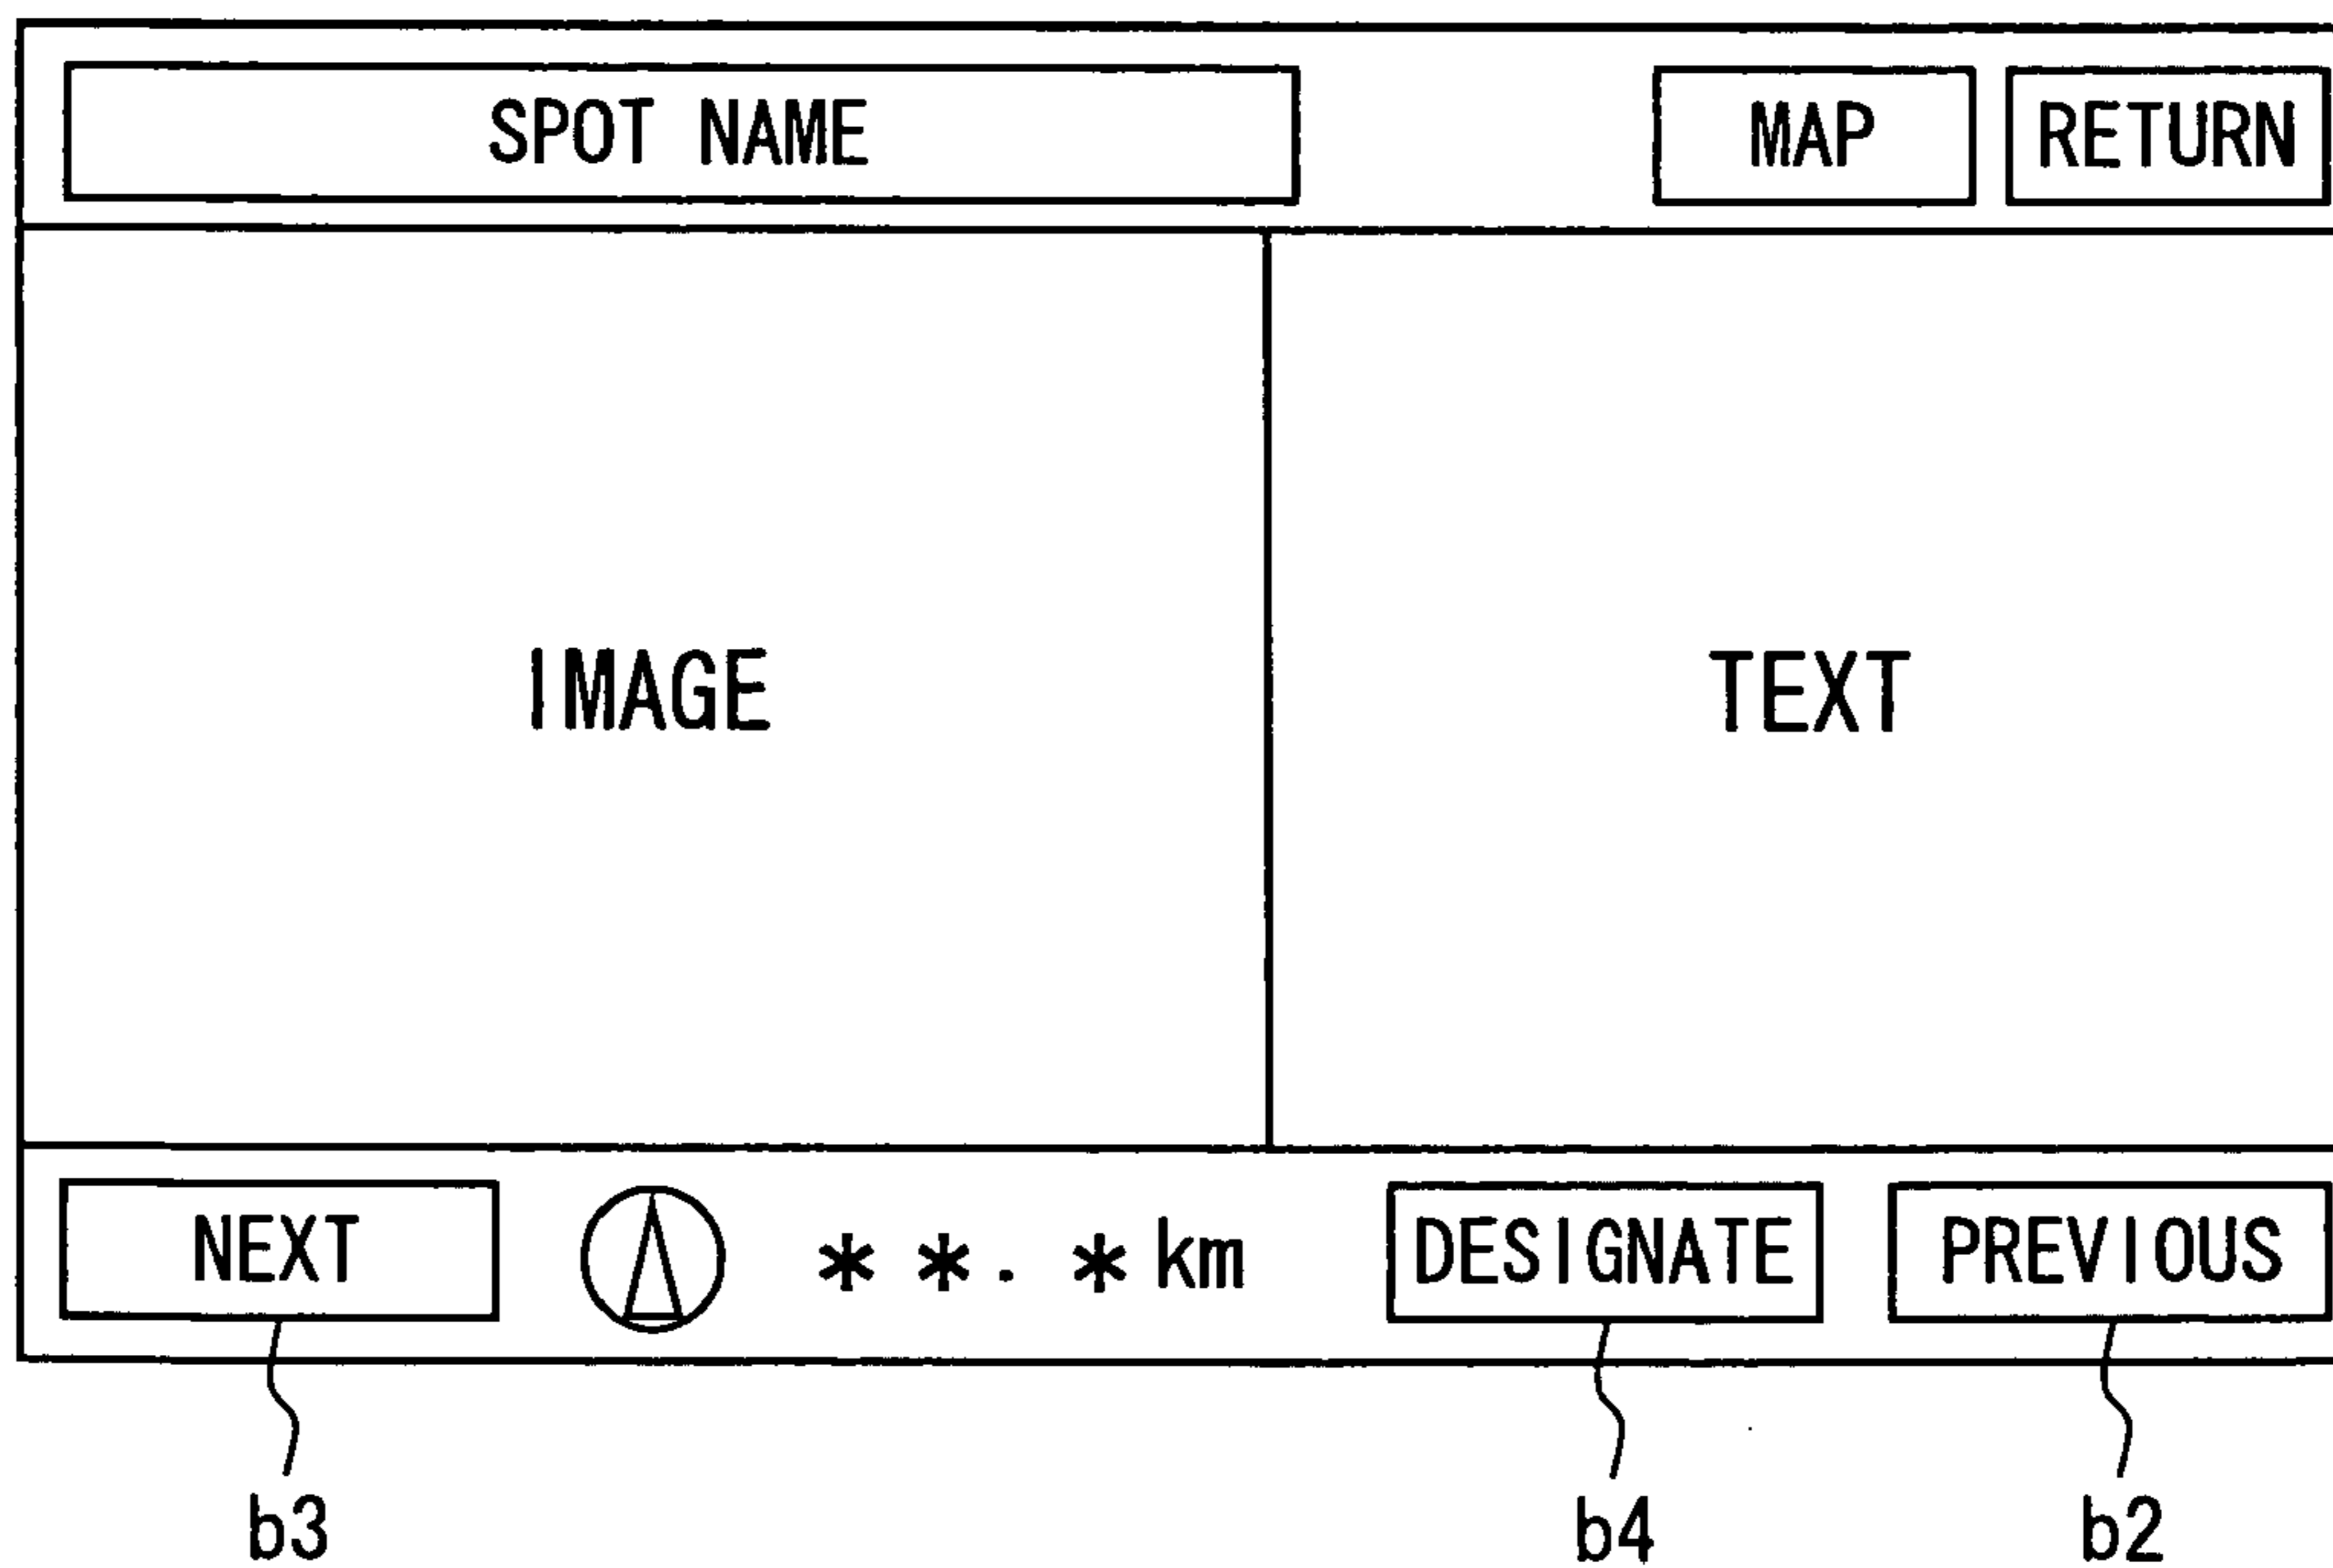 SPOT NAME MAP RETURN
IMAGE TEXT
NEXT **.*km DESIGNATE PREVIOUS
b3 b4 b2